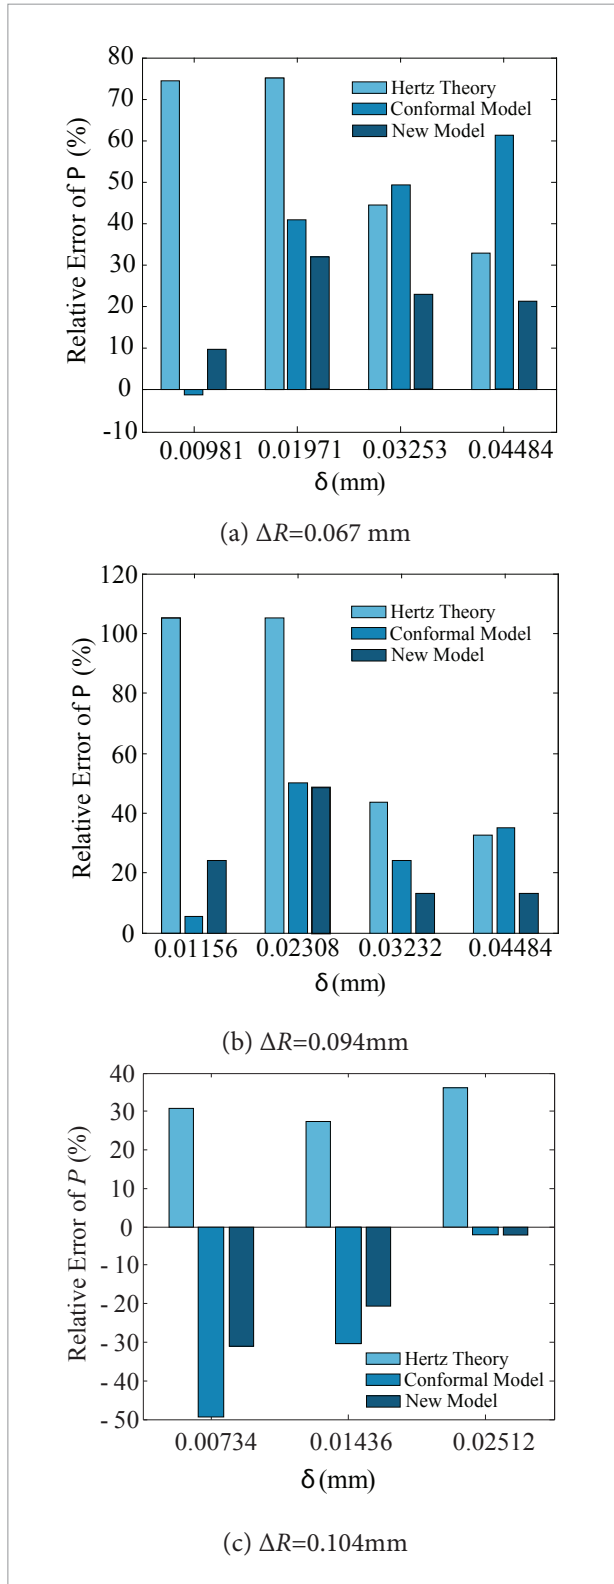 80
70
60
50
40
30
20
10
0
-10
Relative Error of P (%)
Hertz Theory
Conformal Model
New Model
0.00981 0.01971 0.03253 0.04484
δ (mm)
(a) ΔR=0.067 mm
120
100
80
60
40
20
0
Relative Error of P (%)
Hertz Theory
Conformal Model
New Model
0.01156 0.02308 0.03232 0.04484
δ (mm)
(b) ΔR=0.094mm
40
30
20
10
0
- 10
- 20
- 30
- 40
- 50
Relative Error of P (%)
Hertz Theory
Conformal Model
New Model
0.00734 0.01436 0.02512
δ (mm)
(c) ΔR=0.104mm